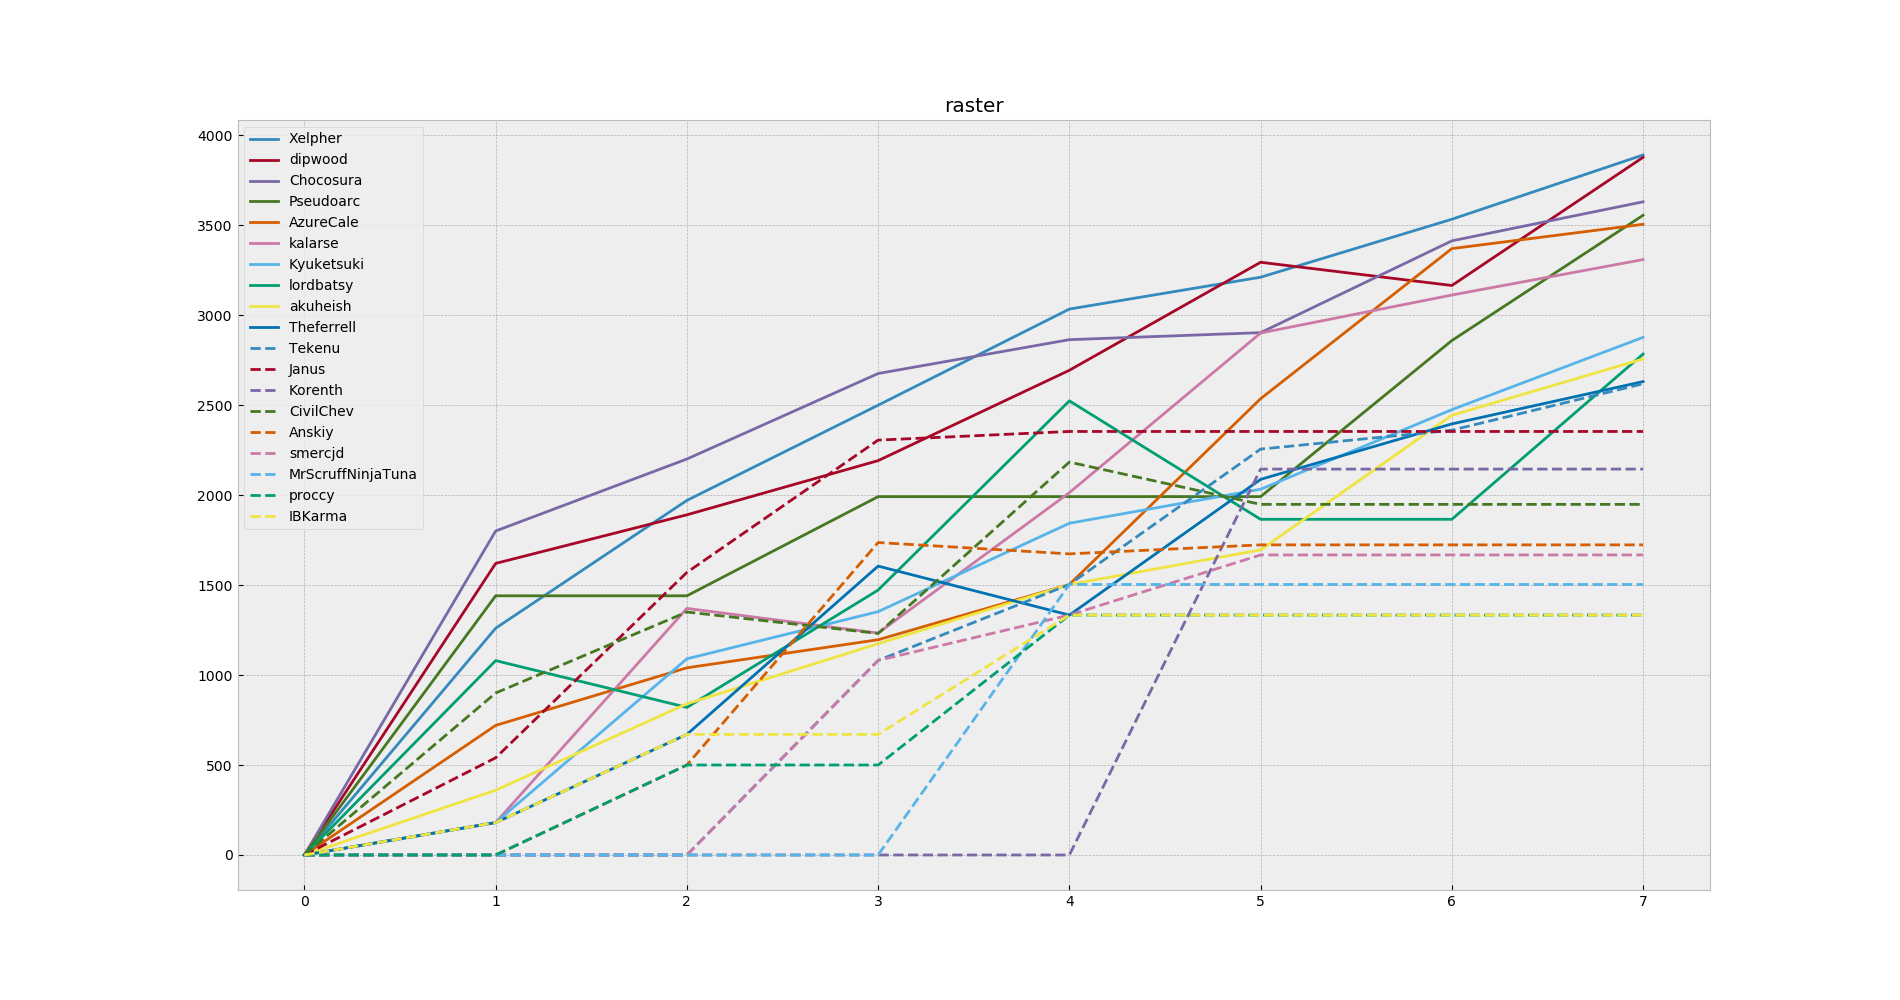 raster
4000
3500
3000
2500
2000
1500
1000
500
0
Xelpher
dipwood
Chocosura
Pseudoarc
AzureCale
kalarse
Kyuketsuki
lordbatsy
akuheish
Theferrell
Tekenu
Janus
Korenth
CivilChev
Anskiy
smercjd
MrScruffNinjaTuna
proccy
IBKarma
0 1 2 3 4 5 6 7